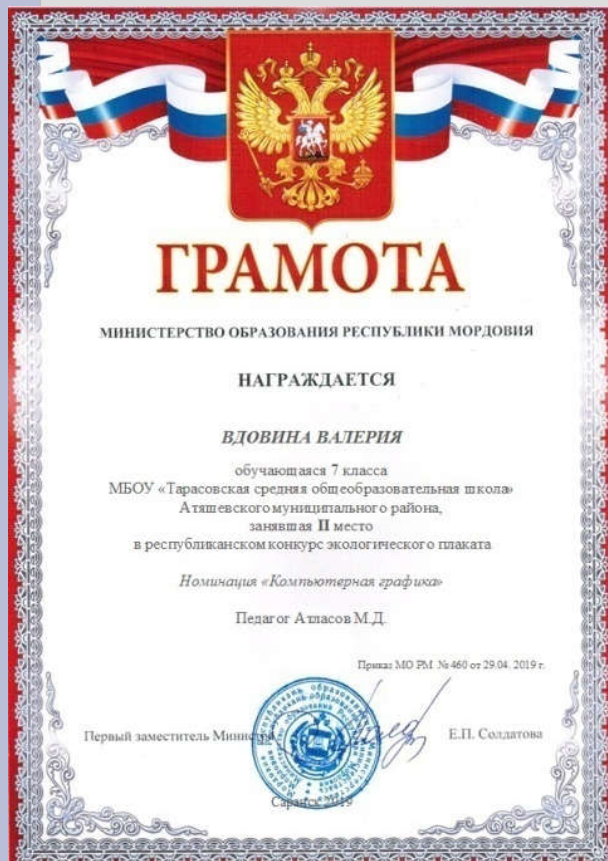 ГРАМОТА
МИНИСТЕРСТВО ОБРАЗОВАНИЯ РЕСПУБЛИКИ МОРДОВИЯ
НАГРАЖДАЕТСЯ
ВДОВИНА ВАЛЕРИЯ
обучающаяся 7 класса
МБОУ «Тарасовская средняя общеобразовательная школа»
Атяшевского муниципального района,
занявшая II место
в республиканском конкурс экологического плаката
Номинация «Компьютерная графика»
Педагог Атласов М.Д.
Приказ МО РМ № 460 от 29.04. 2019 г.
Первый заместитель Министра Е.П. Солдатова
Саранск 2019